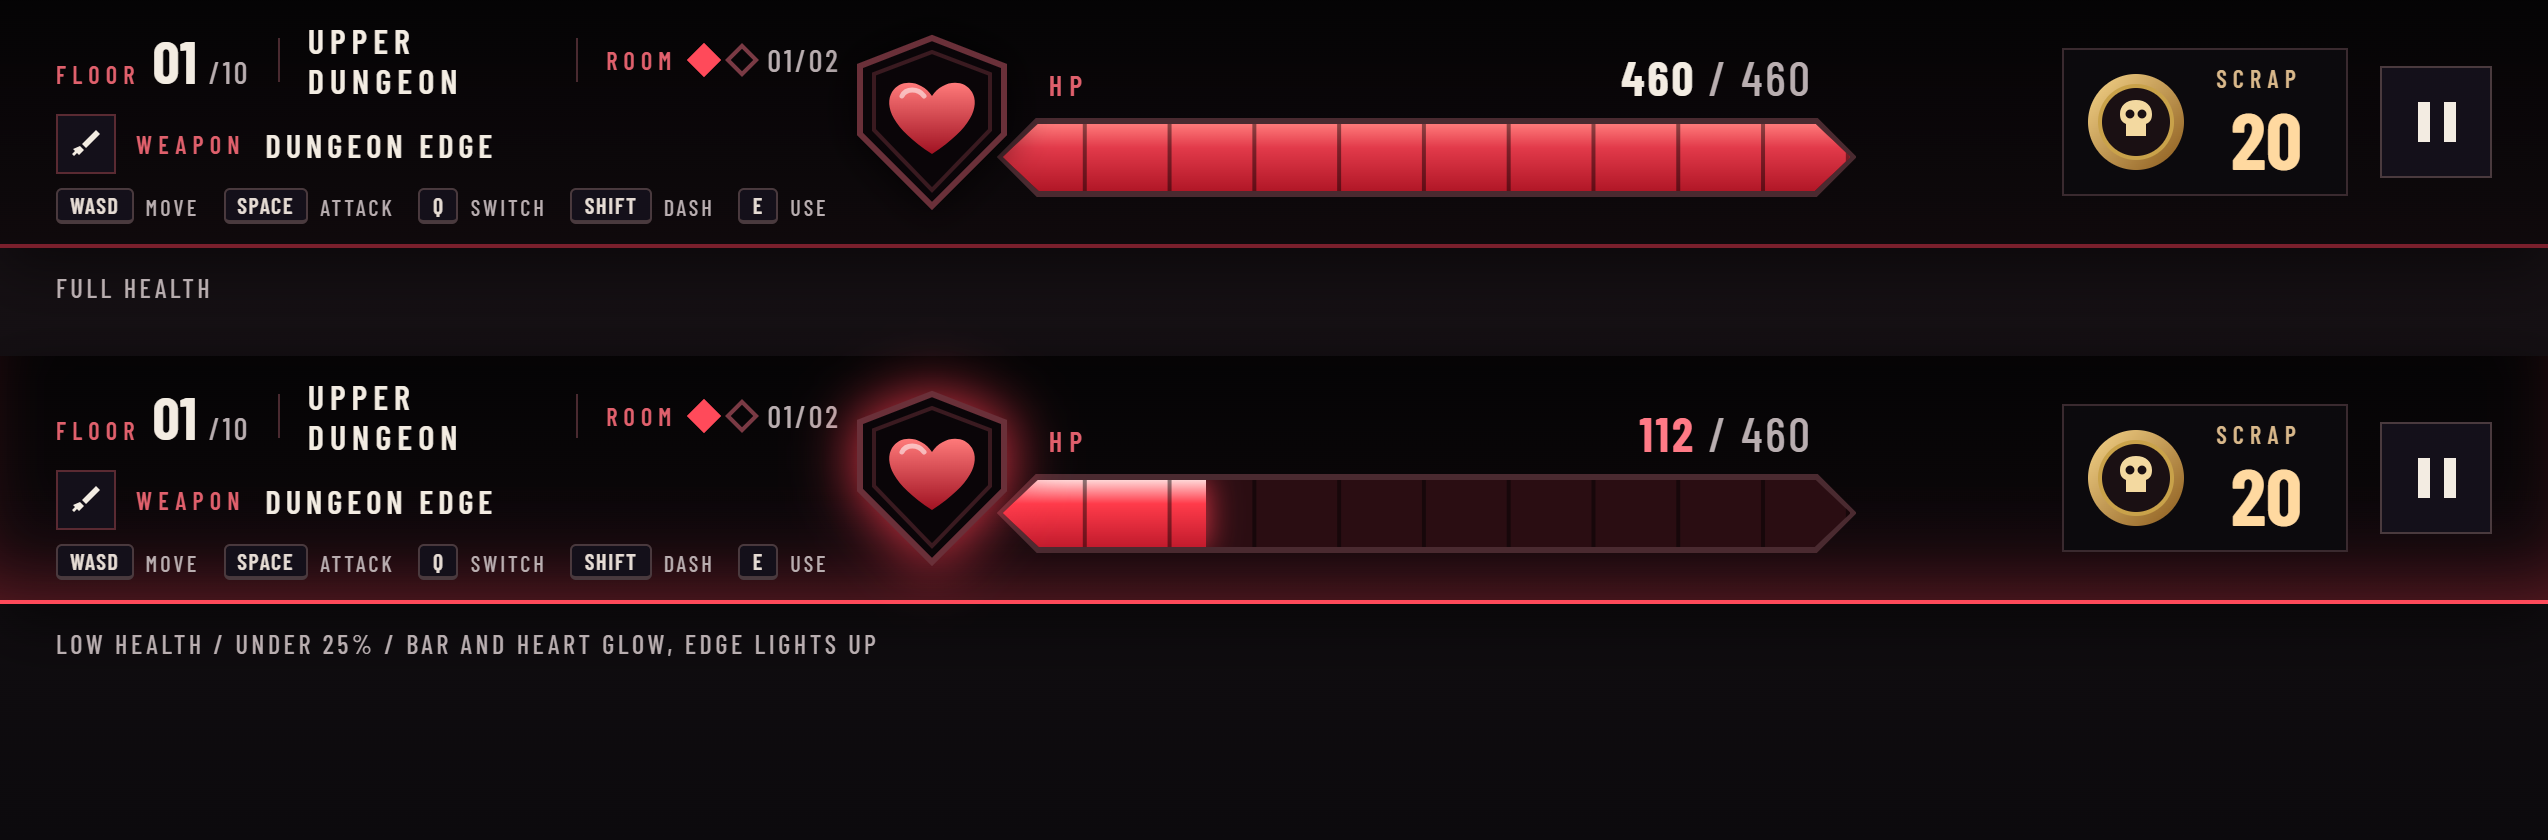 FLOOR 01 /10
UPPER
DUNGEON
ROOM 01/02
WEAPON DUNGEON EDGE
WASD MOVE SPACE ATTACK Q SWITCH SHIFT DASH E USE
HP
460 / 460
SCRAP
20
FULL HEALTH
FLOOR 01 /10
UPPER
DUNGEON
ROOM 01/02
WEAPON DUNGEON EDGE
WASD MOVE SPACE ATTACK Q SWITCH SHIFT DASH E USE
HP
112 / 460
SCRAP
20
LOW HEALTH / UNDER 25% / BAR AND HEART GLOW, EDGE LIGHTS UP